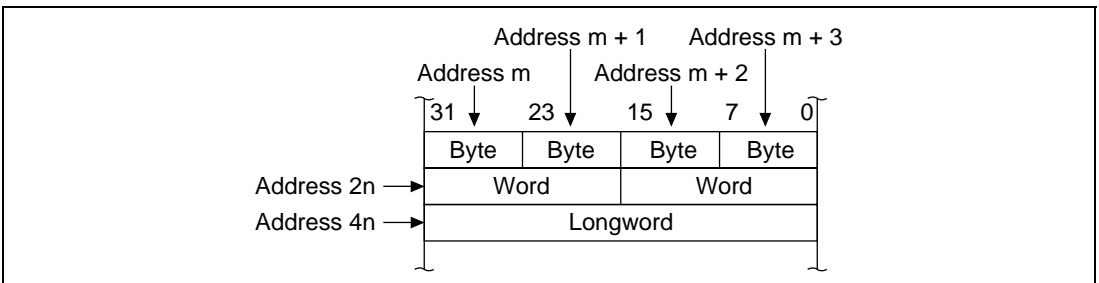 Address m + 1 Address m + 3
Address m Address m + 2
31 23 15 7 0
Byte Byte Byte Byte
Address 2n Word Word
Address 4n Longword